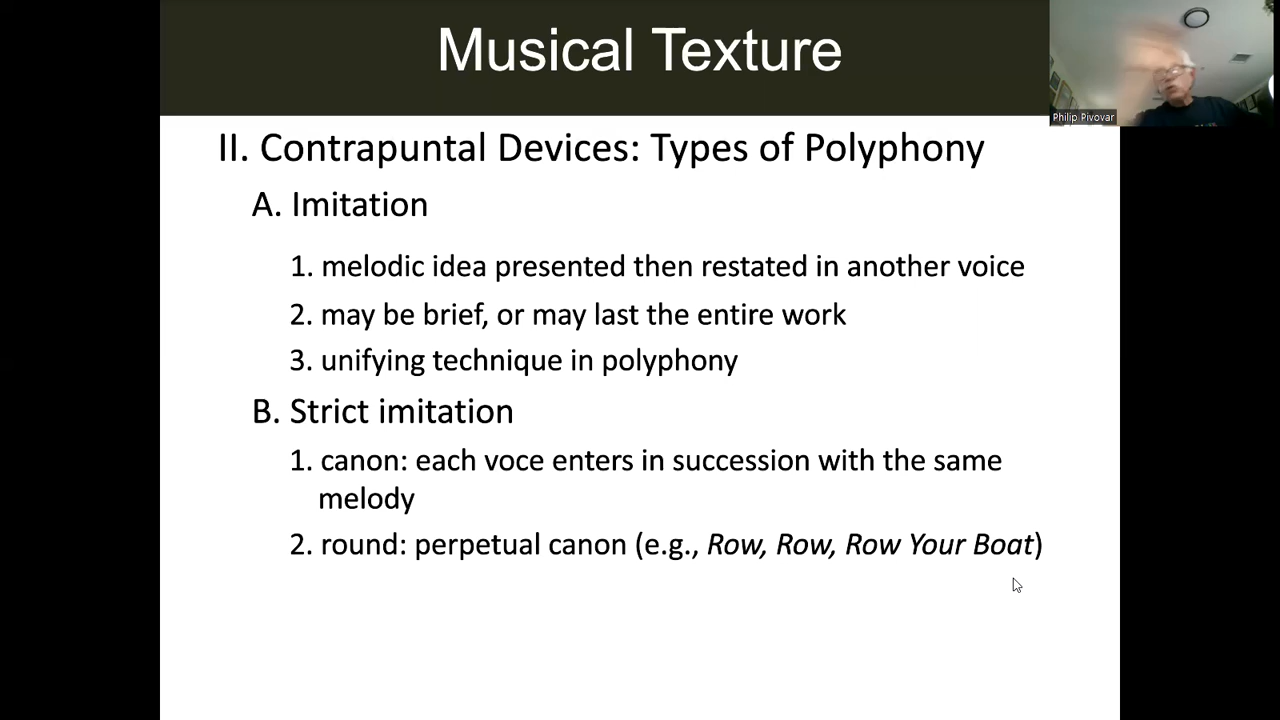 Musical Texture
Philip Pivovar
II. Contrapuntal Devices: Types of Polyphony
A. Imitation
1. melodic idea presented then restated in another voice
2. may be brief, or may last the entire work
3. unifying technique in polyphony
B. Strict imitation
1. canon: each voce enters in succession with the same
melody
2. round: perpetual canon (e.g., Row, Row, Row Your Boat)